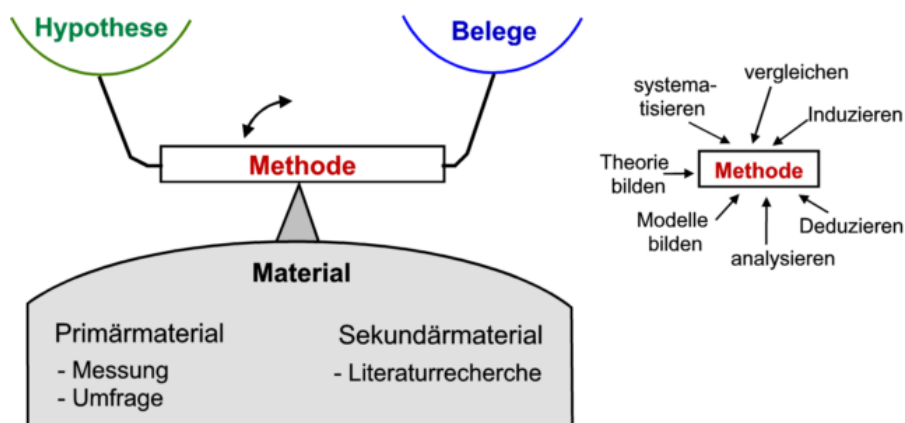 Hypothese
Belege
Methode
Material
Primärmaterial
- Messung
- Umfrage
Sekundärmaterial
- Literaturrecherche
systema-
tisieren
vergleichen
Induzieren
Theorie
bilden
Methode
Modelle
bilden
analysieren
Deduzieren